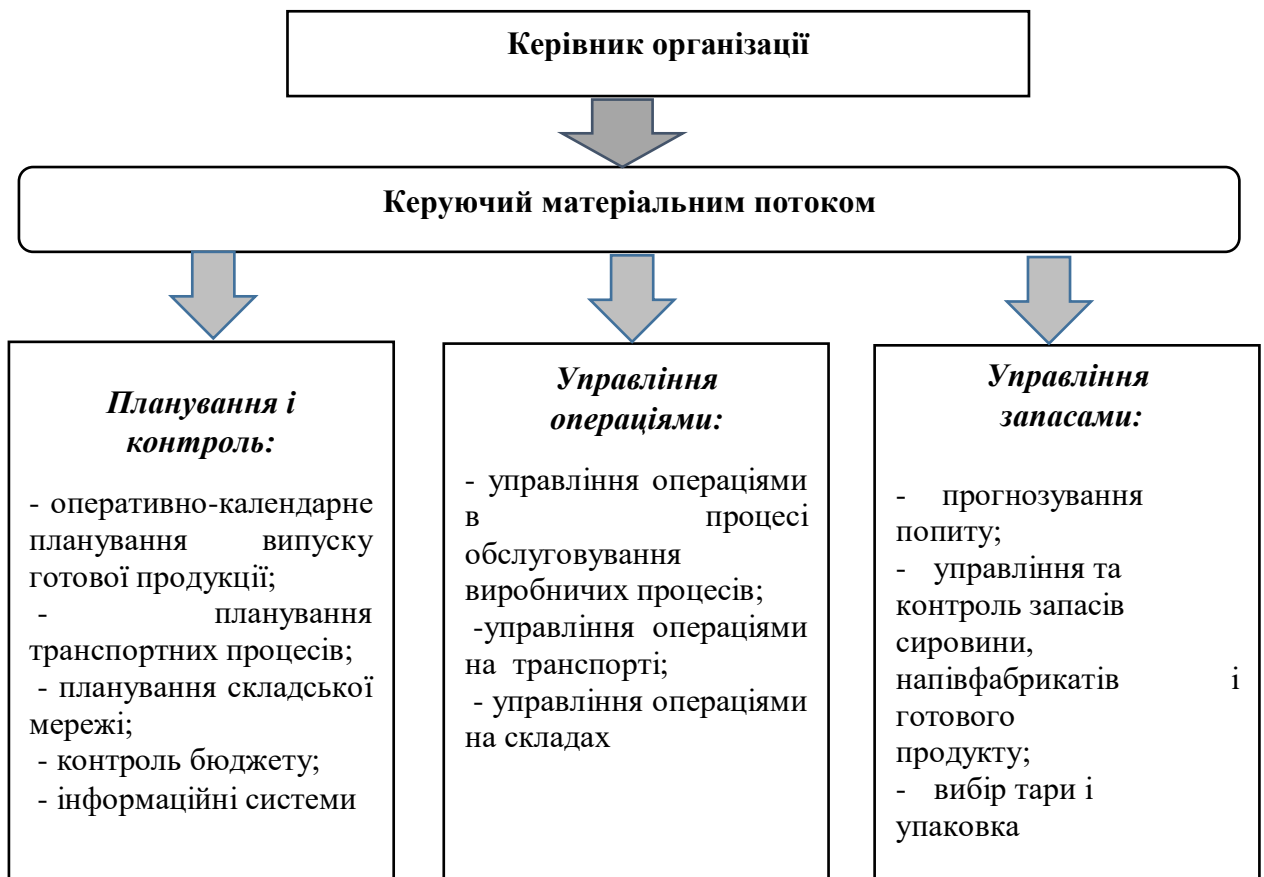 Керівник організації
Керуючий матеріальним потоком
Планування і
контроль:
- оперативно-календарне
планування випуску
готової продукції;
- планування
транспортних процесів;
- планування складської
мережі;
- контроль бюджету;
- інформаційні системи
Управління
операціями:
- управління операціями
в процесі
обслуговування
виробничих процесів;
-управління операціями
на транспорті;
- управління операціями
на складах
Управління
запасами:
- прогнозування
попиту;
- управління та
контроль запасів
сировини,
напівфабрикатів і
готового
продукту;
- вибір тари і
упаковка